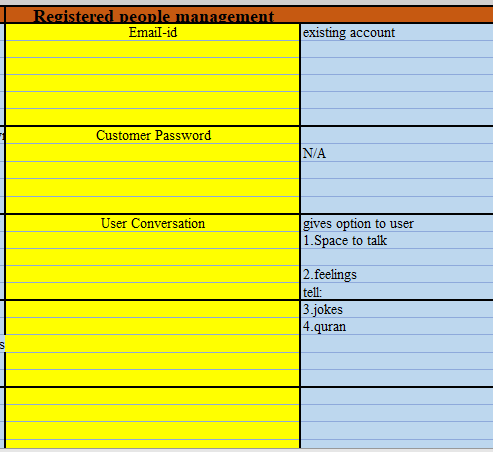 Registered people management
Email-id
existing account
Customer Password
N/A
User Conversation
gives option to user
1.Space to talk
2.feelings
tell:
3.jokes
4.quran